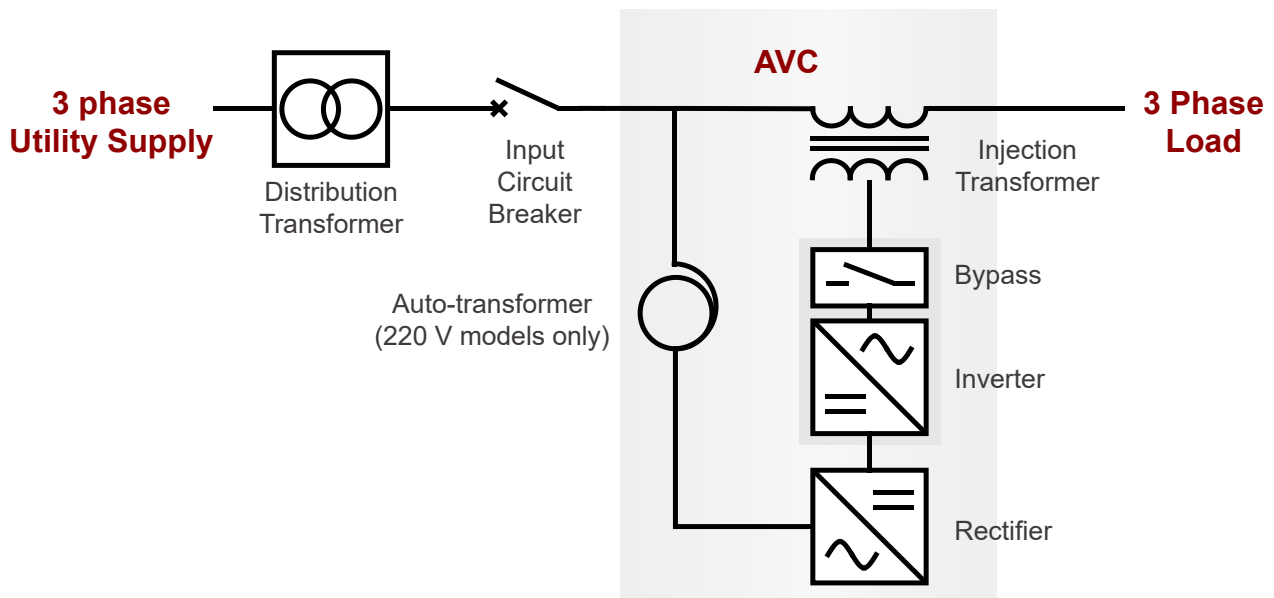 AVC
3 phase
Utility Supply
3 Phase
Load
Distribution
Transformer
Input
Circuit
Breaker
Injection
Transformer
Bypass
Auto-transformer
(220 V models only)
Inverter
Rectifier